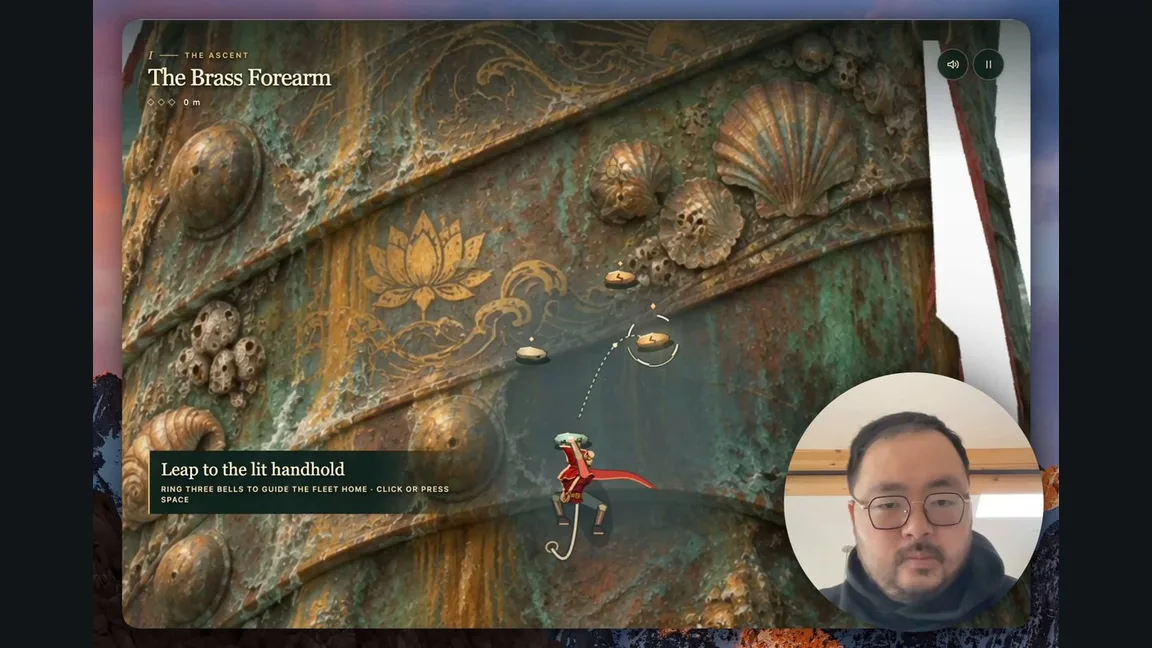 I — THE ASCENT
The Brass Forearm
0 m
Leap to the lit handhold
RING THREE BELLS TO GUIDE THE FLEET HOME · CLICK OR PRESS
SPACE